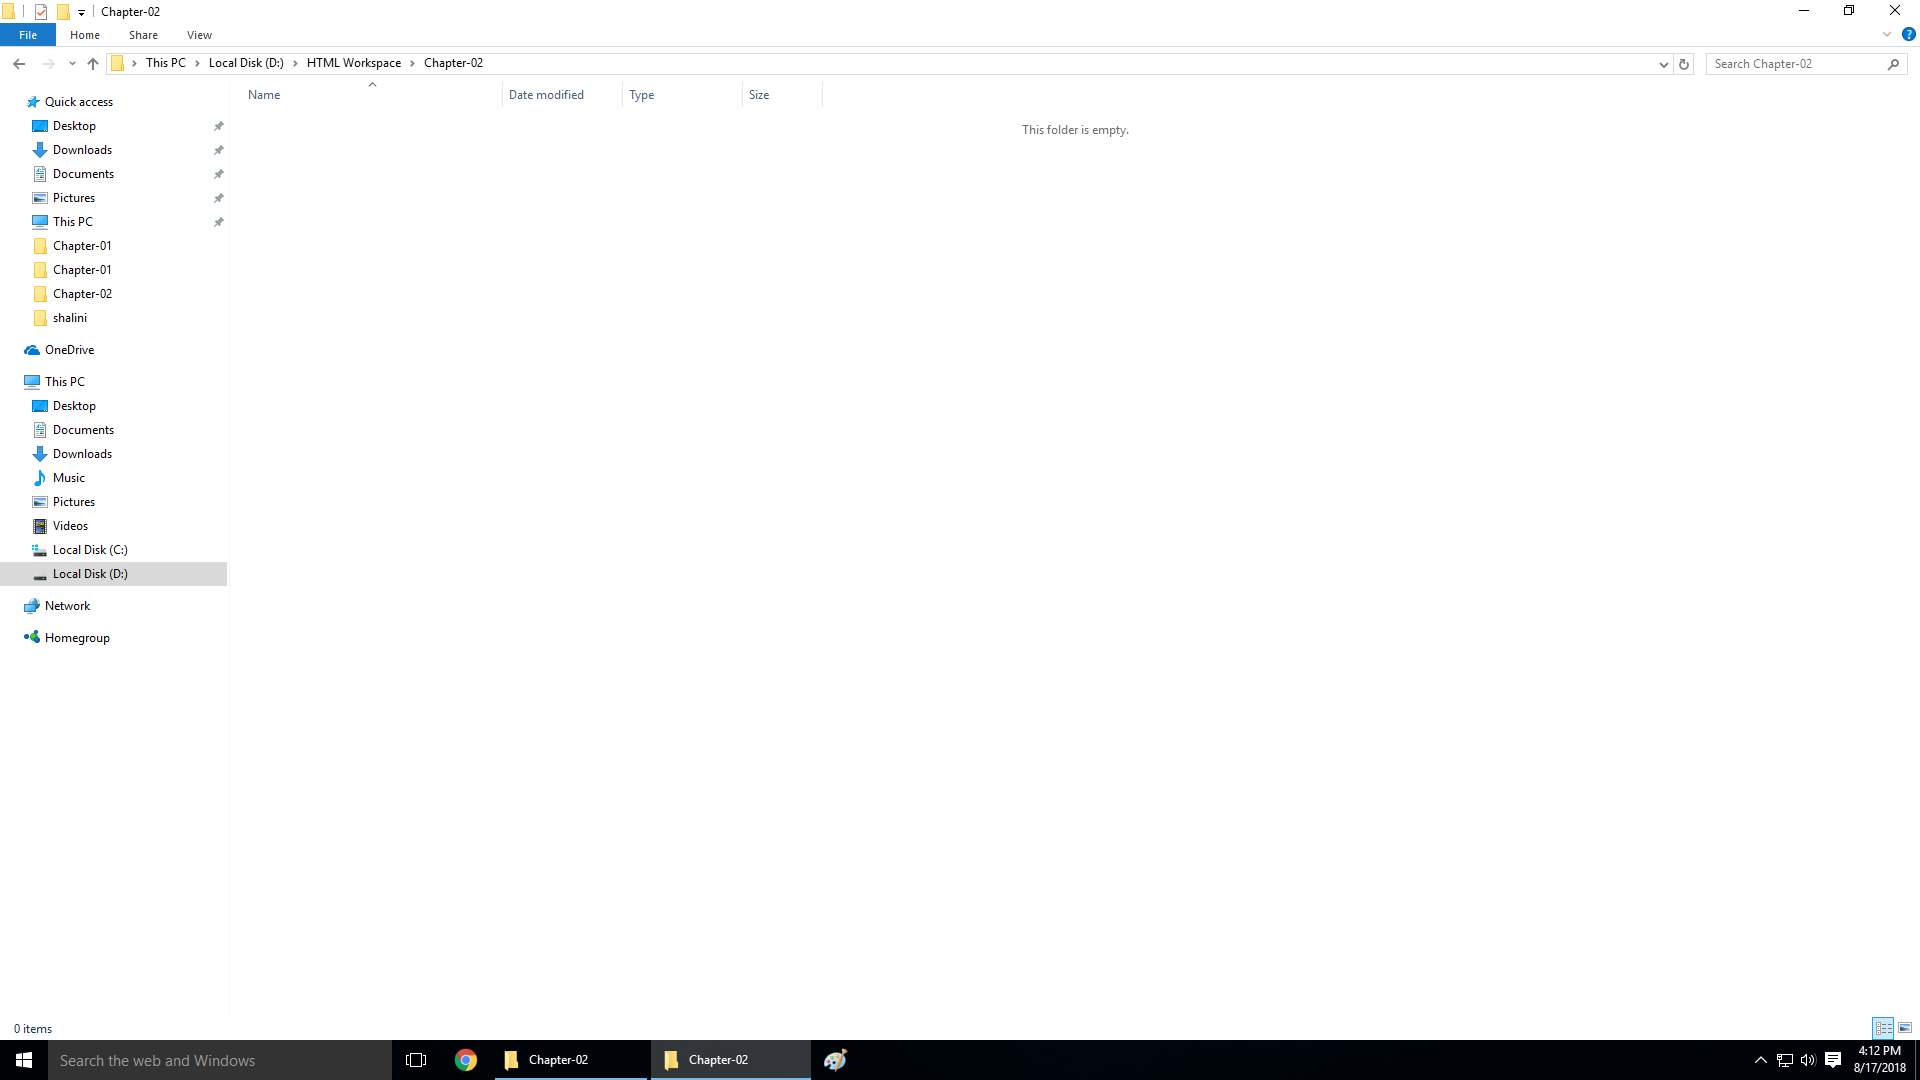 Chapter-02
File Home Share View
This PC Local Disk (D:) HTML Workspace Chapter-02
Search Chapter-02
Name Date modified Type Size
This folder is empty.
Quick access
Desktop
Downloads
Documents
Pictures
This PC
Chapter-01
Chapter-01
Chapter-02
shalini
OneDrive
This PC
Desktop
Documents
Downloads
Music
Pictures
Videos
Local Disk (C:)
Local Disk (D:)
Network
Homegroup
0 items
Search the web and Windows
Chapter-02
Chapter-02
4:12 PM
8/17/2018